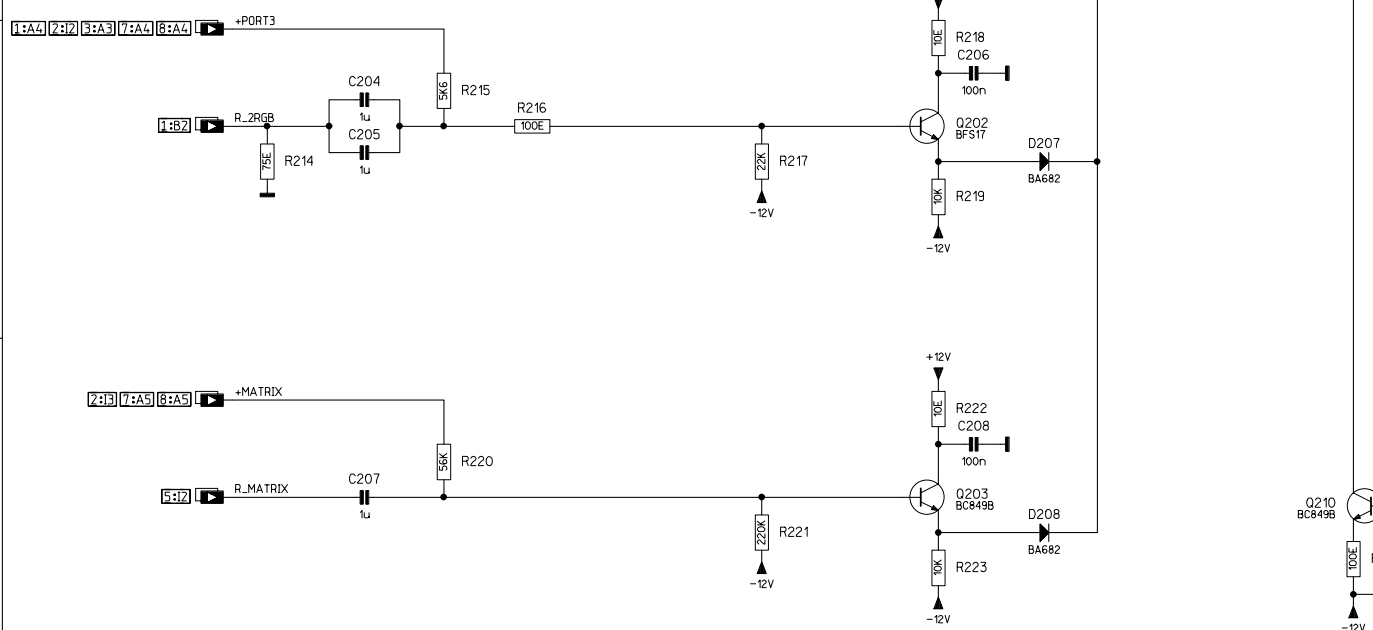 +PORT3
1:A4 2:I2 3:A3 7:A4 8:A4
10E
R218
C206
100n
C204
1u
5K6
R215
R_2RGB
1:B2
C205
1u
R216
100E
Q202
BFS17
75E
R214
22K
R217
-12V
D207
BA682
10K
R219
-12V
+12V
+MATRIX
2:I3 7:A5 8:A5
10E
R222
C208
100n
56K
R220
C207
1u
R_MATRIX
5:I2
Q203
BC849B
Q210
BC849B
220K
R221
-12V
D208
BA682
10K
R223
-12V
100E
-12V